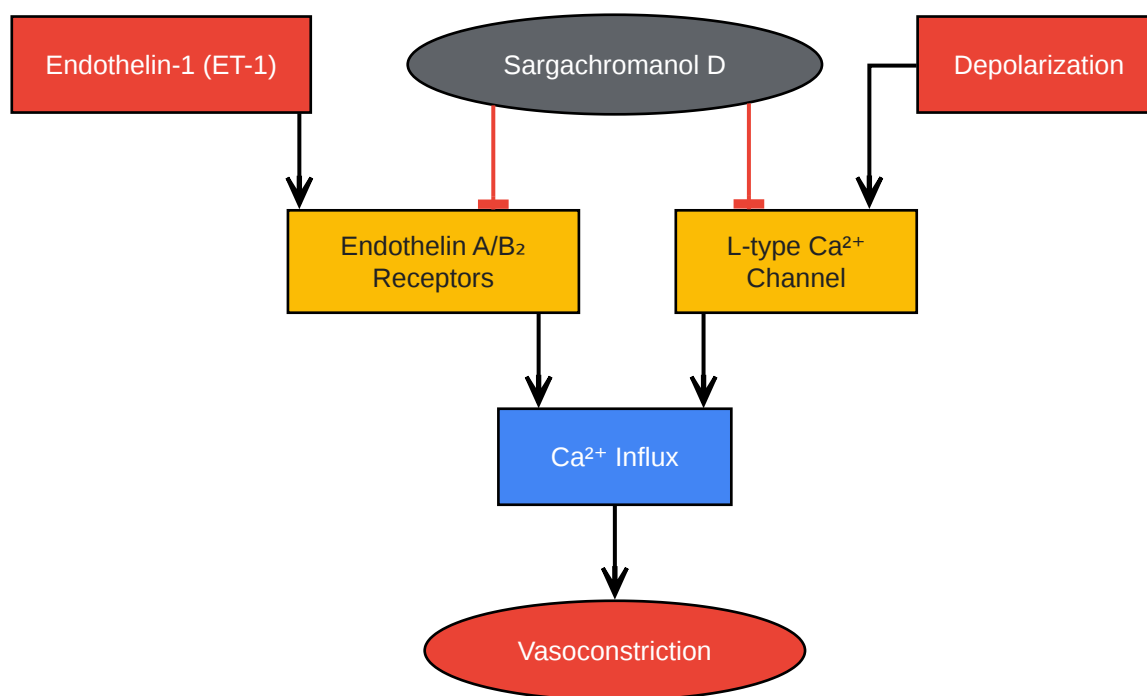 Endothelin-1 (ET-1)
Sargachromanol D
Depolarization
Endothelin A/B₂
Receptors
L-type Ca²⁺
Channel
Ca²⁺ Influx
Vasoconstriction